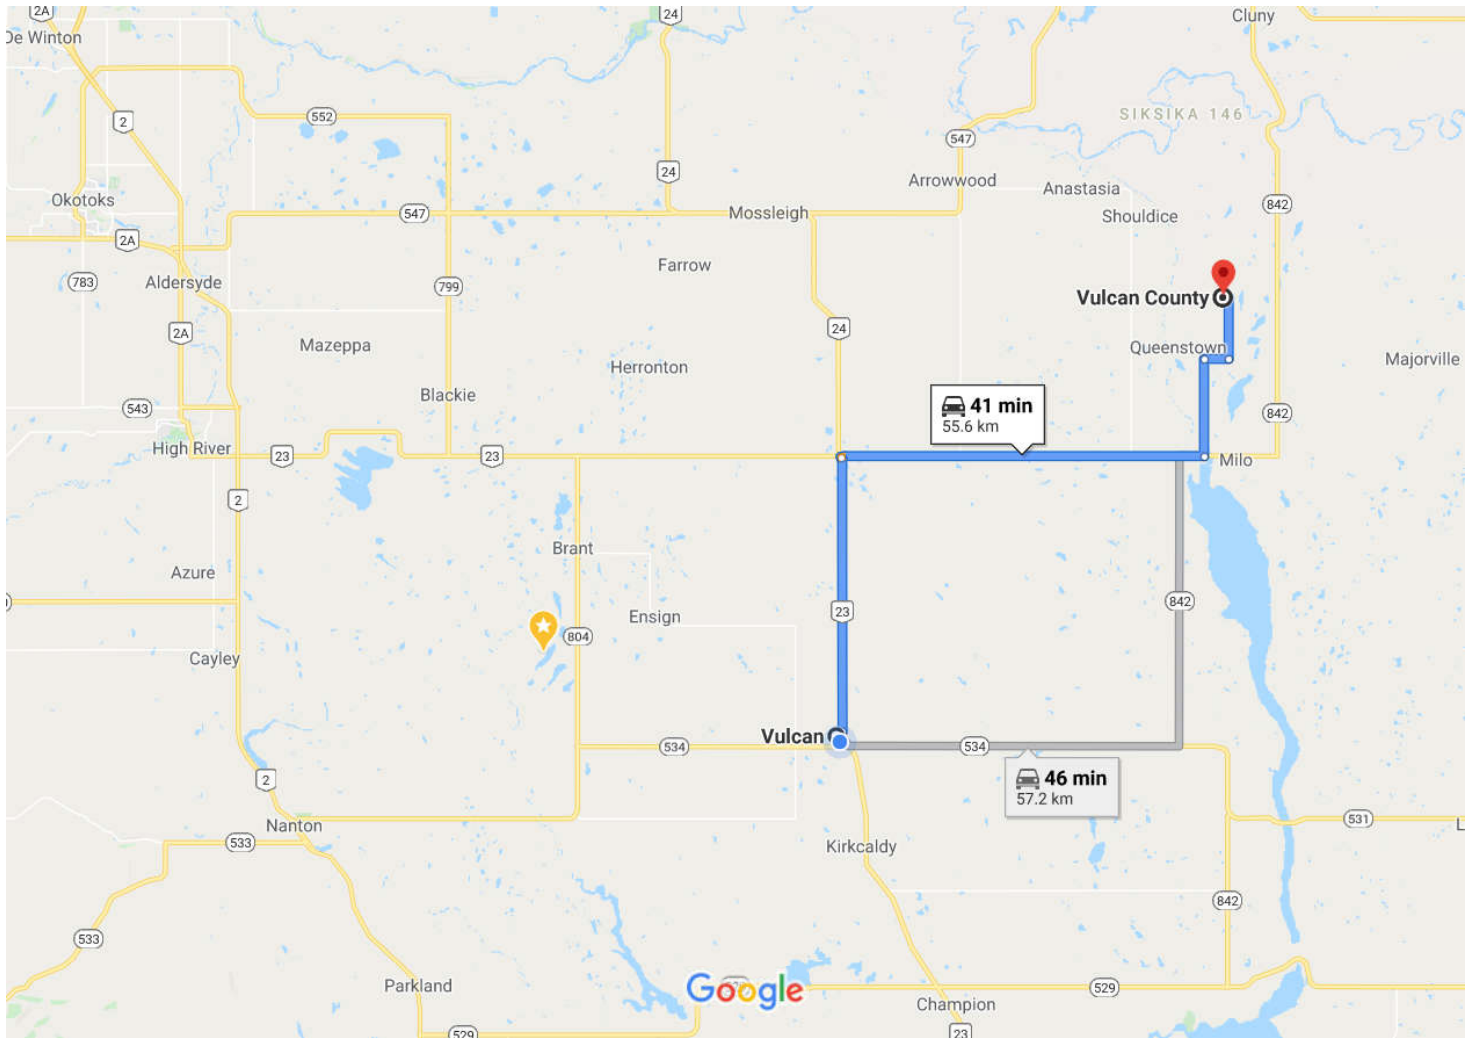 2A
24
Cluny
De Winton
2
552
SIKSIKA 146
547
24
Arrowwood
Anastasia
Okotoks
842
547
Mossleigh
Shouldice
2A
Farrow
783
Aldersyde
799
Vulcan County
24
2A
Mazeppa
Queenstown
Majorville
Herronton
Blackie
41 min
55.6 km
543
842
High River
23
23
Milo
2
Brant
Azure
842
23
Ensign
804
Cayley
Vulcan
534
534
2
46 min
57.2 km
Nanton
531
L
533
Kirkcaldy
842
533
Parkland
Google
529
Champion
529
23